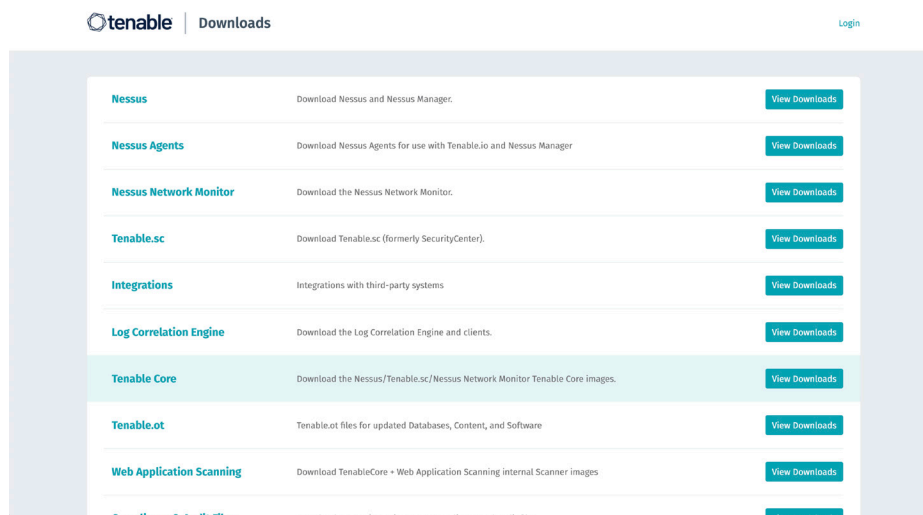 tenable Downloads Login
Nessus Download Nessus and Nessus Manager. View Downloads
Nessus Agents Download Nessus Agents for use with Tenable.io and Nessus Manager View Downloads
Nessus Network Monitor Download the Nessus Network Monitor. View Downloads
Tenable.sc Download Tenable.sc (formerly SecurityCenter). View Downloads
Integrations Integrations with third-party systems View Downloads
Log Correlation Engine Download the Log Correlation Engine and clients. View Downloads
Tenable Core Download the Nessus/Tenable.sc/Nessus Network Monitor Tenable Core images. View Downloads
Tenable.ot Tenable.ot files for updated Databases, Content, and Software View Downloads
Web Application Scanning Download TenableCore + Web Application Scanning internal Scanner images View Downloads